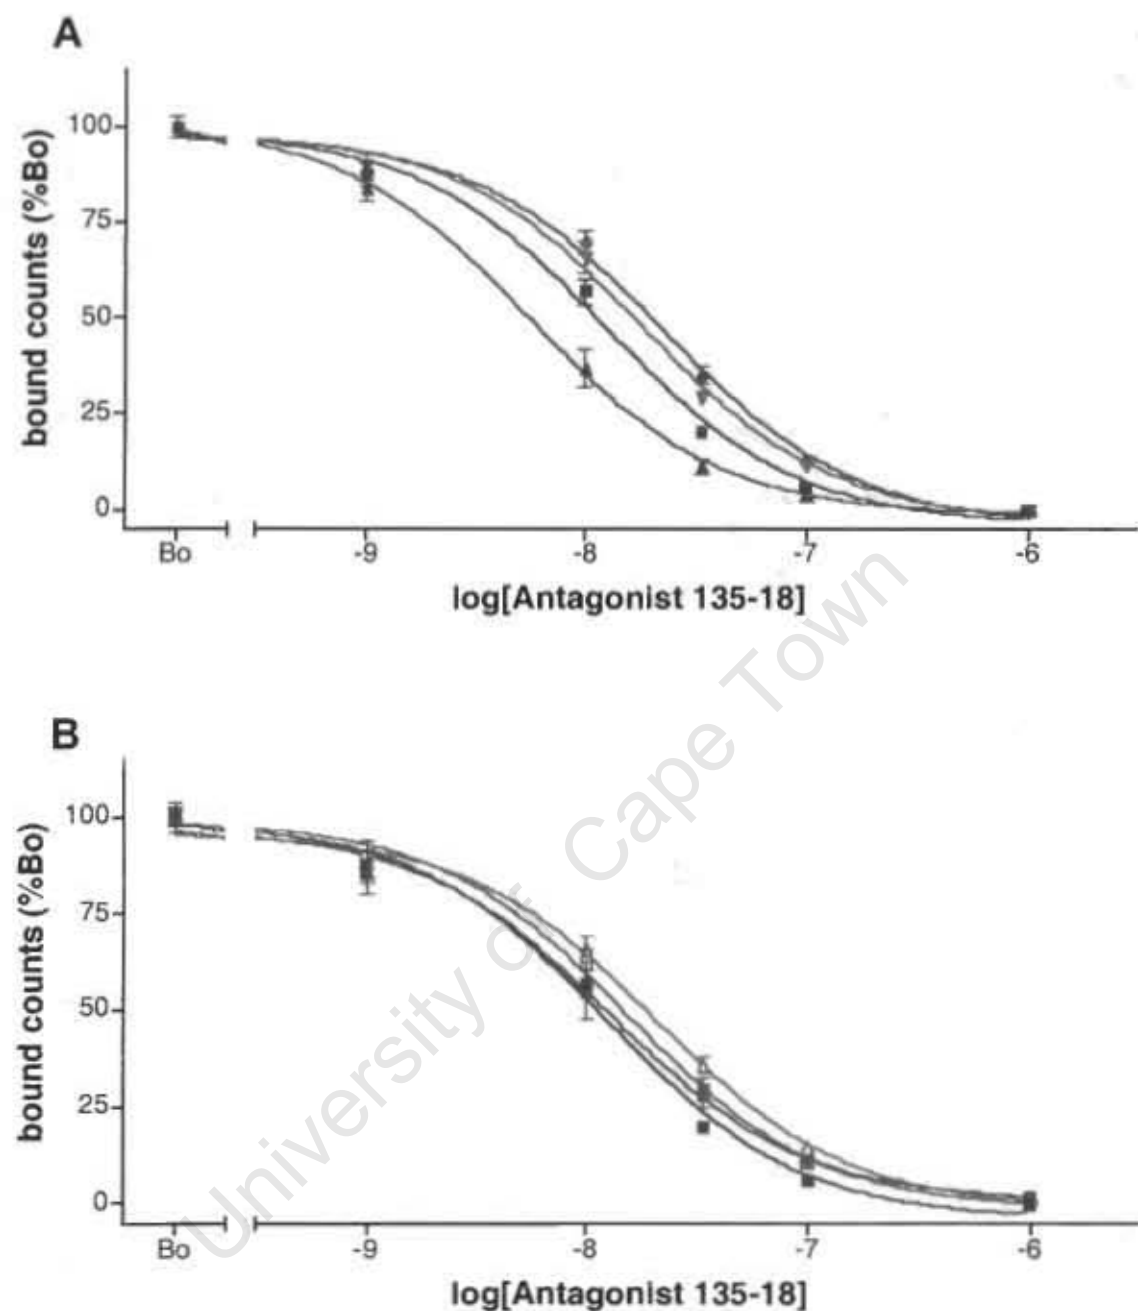 A
bound counts (%Bo)
100
75
50
25
0
Bo -9 -8 -7 -6
log[Antagonist 135-18]
B
bound counts (%Bo)
100
75
50
25
0
Bo -9 -8 -7 -6
log[Antagonist 135-18]
University of Cape Town